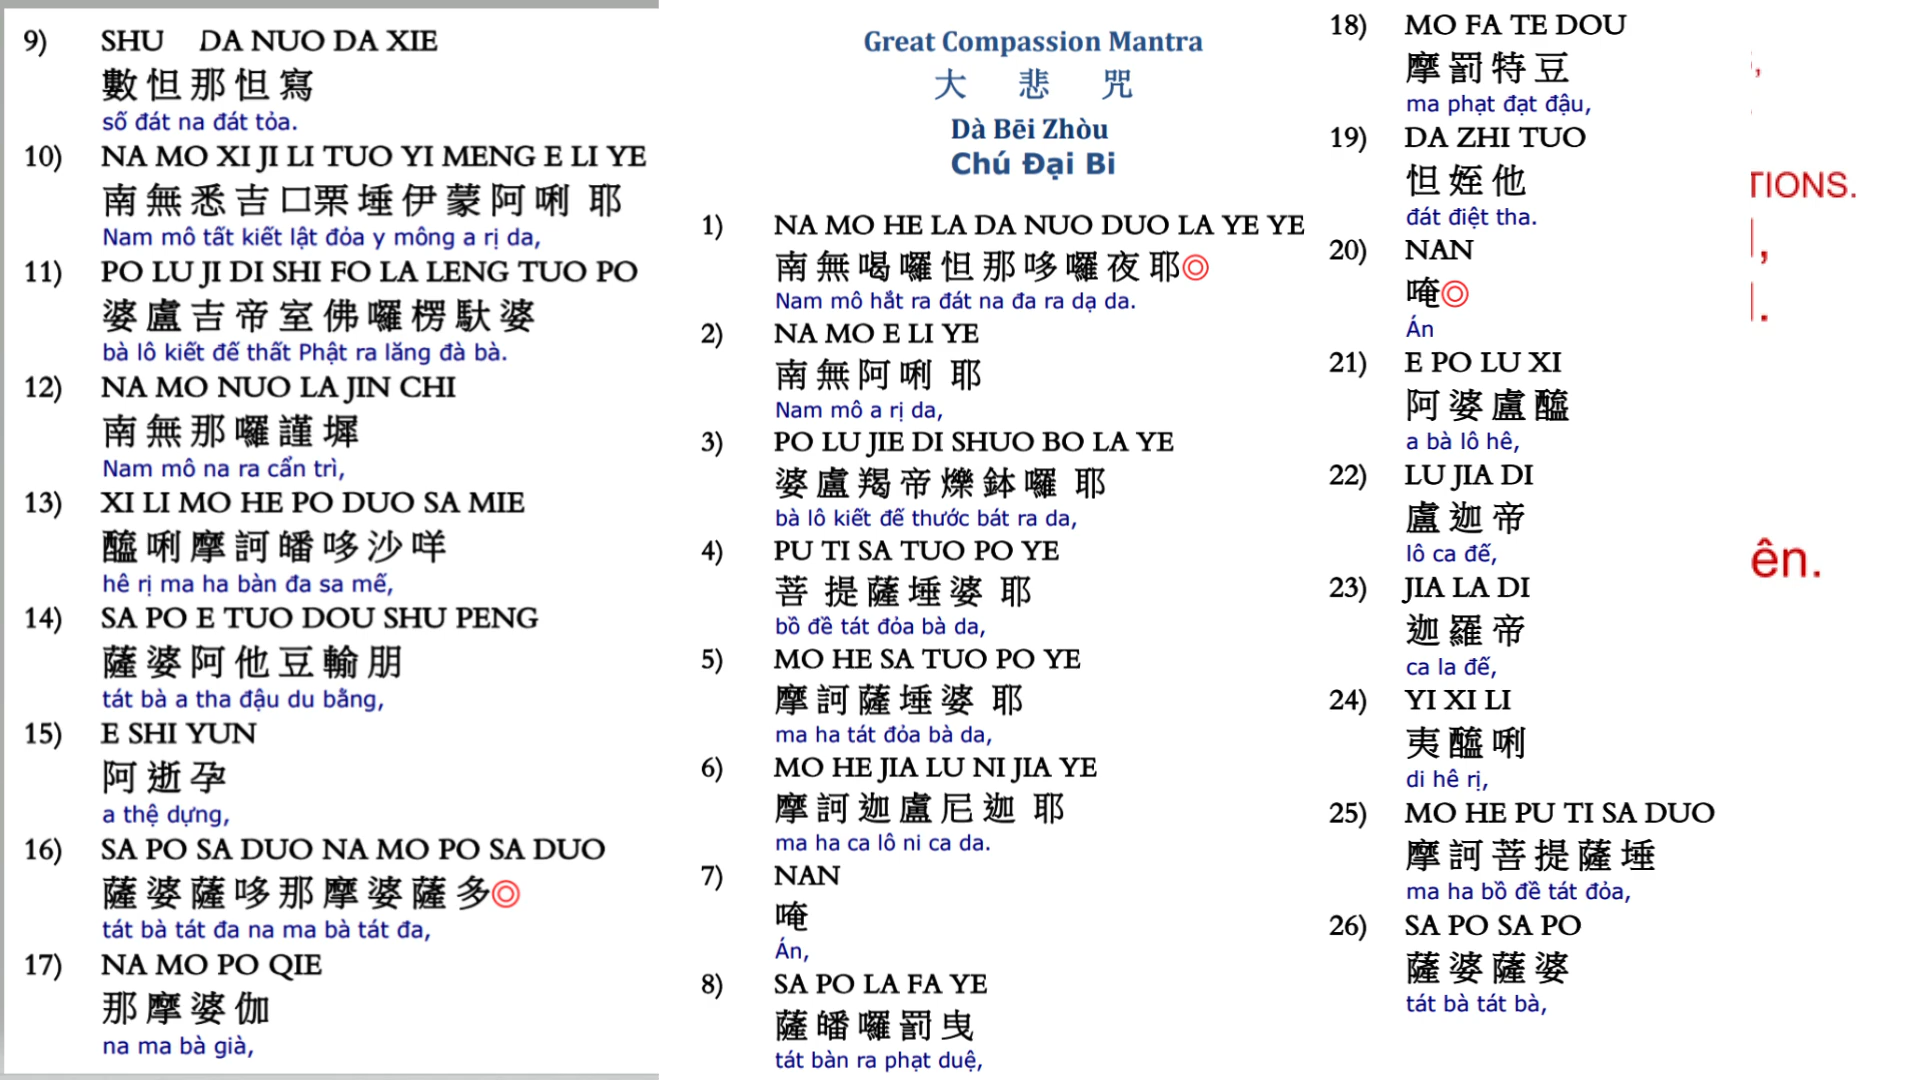 Great Compassion Mantra
大 悲 咒
Dà Bēi Zhòu
Chú Đại Bi
1) NA MO HE LA DA NUO DUO LA YE YE
南無喝囉怛那哆囉夜耶◎
Nam mô hắt ra đát na đa ra dạ da.
2) NA MO E LI YE
南無阿唎 耶
Nam mô a rị da,
3) PO LU JIE DI SHUO BO LA YE
婆盧羯帝爍鉢囉 耶
bà lô kiết đế thước bát ra da,
4) PU TI SA TUO PO YE
菩 提薩埵婆 耶
bồ đề tát đỏa bà da,
5) MO HE SA TUO PO YE
摩訶薩埵婆 耶
ma ha tát đỏa bà da,
6) MO HE JIA LU NI JIA YE
摩訶迦盧尼迦 耶
ma ha ca lô ni ca da.
7) NAN
唵
Án,
8) SA PO LA FA YE
薩皤囉罰曳
tát bàn ra phạt duệ,
9) SHU DA NUO DA XIE
數怛那怛寫
số đát na đát tỏa.
10) NA MO XI JI LI TUO YI MENG E LI YE
南無悉吉口栗埵伊蒙阿唎 耶
Nam mô tất kiết lật đỏa y mông a rị da,
11) PO LU JI DI SHI FO LA LENG TUO PO
婆盧吉帝室佛囉楞馱婆
bà lô kiết đế thất Phật ra lăng đà bà.
12) NA MO NUO LA JIN CHI
南無那囉謹墀
Nam mô na ra cẩn trì,
13) XI LI MO HE PO DUO SA MIE
醯唎摩訶皤哆沙咩
hê rị ma ha bàn đa sa mế,
14) SA PO E TUO DOU SHU PENG
薩婆阿他豆輸朋
tát bà a tha đậu du bằng,
15) E SHI YUN
阿逝孕
a thệ dựng,
16) SA PO SA DUO NA MO PO SA DUO
薩婆薩哆那摩婆薩多◎
tát bà tát đa na ma bà tát đa,
17) NA MO PO QIE
那摩婆伽
na ma bà già,
18) MO FA TE DOU
摩罰特豆
ma phạt đạt đậu,
19) DA ZHI TUO
怛姪他
đát điệt tha.
20) NAN
唵◎
Án
21) E PO LU XI
阿婆盧醯
a bà lô hê,
22) LU JIA DI
盧迦帝
lô ca đế,
23) JIA LA DI
迦羅帝
ca la đế,
24) YI XI LI
夷醯唎
di hê rị,
25) MO HE PU TI SA DUO
摩訶菩提薩埵
ma ha bồ đề tát đỏa,
26) SA PO SA PO
薩婆薩婆
tát bà tát bà,
TIONS.
ên.